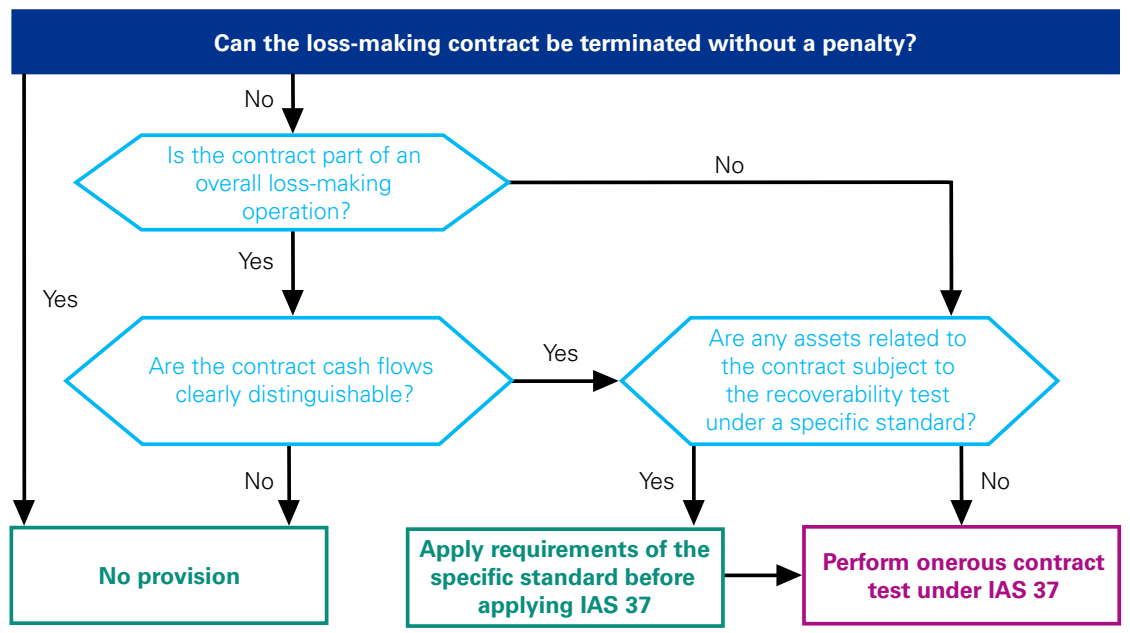 Can the loss-making contract be terminated without a penalty?
No
Is the contract part of an
overall loss-making
operation?
No
Yes
Yes
Are the contract cash flows
clearly distinguishable?
Yes
Are any assets related to
the contract subject to
the recoverability test
under a specific standard?
No
Yes
No
No provision
Apply requirements of the
specific standard before
applying IAS 37
Perform onerous contract
test under IAS 37